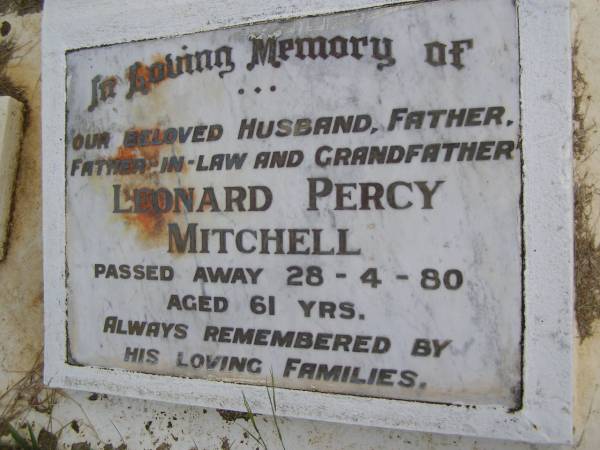 In Loving Memory of
...
OUR BELOVED HUSBAND, FATHER,
FATHER-IN-LAW AND GRANDFATHER
LEONARD PERCY
MITCHELL
PASSED AWAY 28-4-80
AGED 61 YRS.
ALWAYS REMEMBERED BY
HIS LOVING FAMILIES.